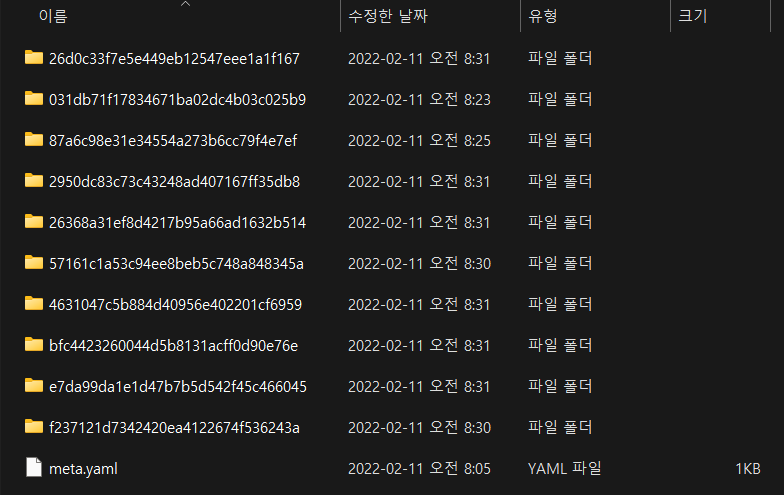 이름 수정한 날짜 유형 크기
26d0c33f7e5e449eb12547eee1a1f167 2022-02-11 오전 8:31 파일 폴더
031db71f17834671ba02dc4b03c025b9 2022-02-11 오전 8:23 파일 폴더
87a6c98e31e34554a273b6cc79f4e7ef 2022-02-11 오전 8:25 파일 폴더
2950dc83c73c43248ad407167ff35db8 2022-02-11 오전 8:31 파일 폴더
26368a31ef8d4217b95a66ad1632b514 2022-02-11 오전 8:31 파일 폴더
57161c1a53c94ee8beb5c748a848345a 2022-02-11 오전 8:30 파일 폴더
4631047c5b884d40956e402201cf6959 2022-02-11 오전 8:31 파일 폴더
bfc4423260044d5b8131acff0d90e76e 2022-02-11 오전 8:31 파일 폴더
e7da99da1e1d47b7b5d542f45c466045 2022-02-11 오전 8:31 파일 폴더
f237121d7342420ea4122674f536243a 2022-02-11 오전 8:30 파일 폴더
meta.yaml 2022-02-11 오전 8:05 YAML 파일 1KB